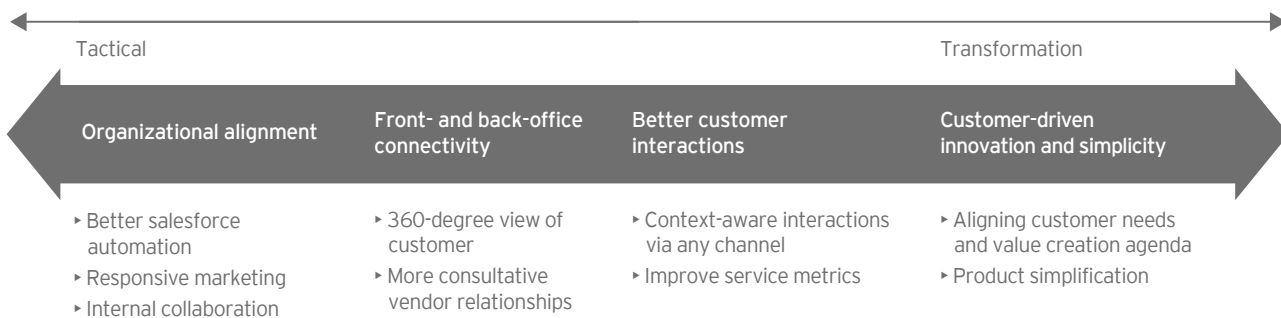 Tactical
Transformation
Organizational alignment
Front- and back-office
connectivity
Better customer
interactions
Customer-driven
innovation and simplicity
‣ Better salesforce
automation
‣ Responsive marketing
‣ Internal collaboration
‣ 360-degree view of
customer
‣ More consultative
vendor relationships
‣ Context-aware interactions
via any channel
‣ Improve service metrics
‣ Aligning customer needs
and value creation agenda
‣ Product simplification